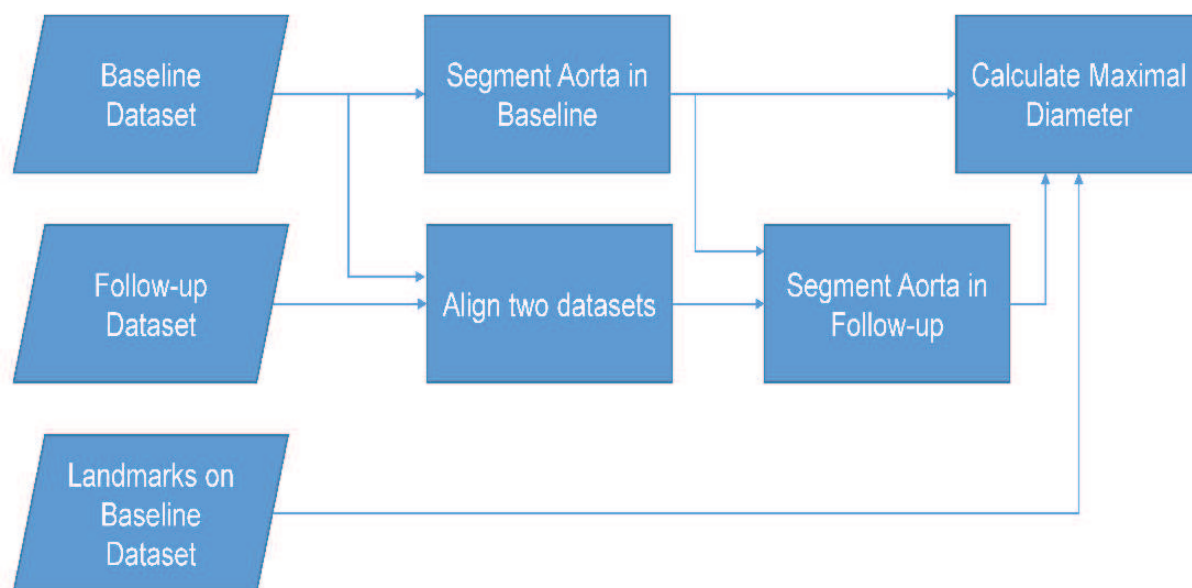 Baseline
Dataset
Segment Aorta in
Baseline
Calculate Maximal
Diameter
Follow-up
Dataset
Align two datasets
Segment Aorta in
Follow-up
Landmarks on
Baseline
Dataset